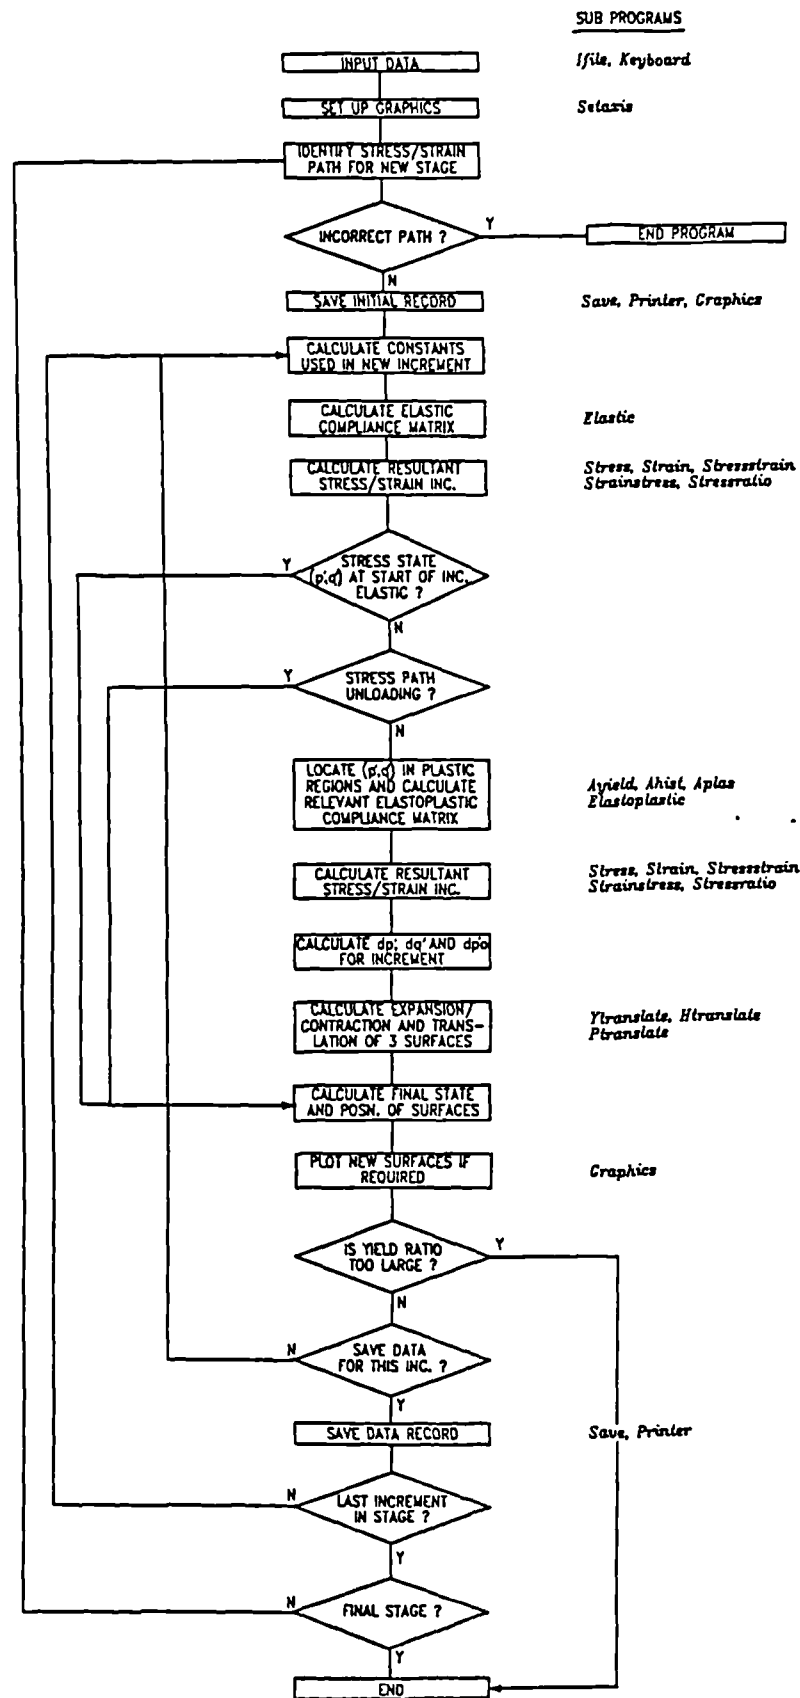 SUB PROGRAMS
INPUT DATA
Ifile, Keyboard
SET UP GRAPHICS
Setaxis
IDENTIFY STRESS/STRAIN
PATH FOR NEW STAGE
INCORRECT PATH ?
Y
END PROGRAM
N
SAVE INITIAL RECORD
Save, Printer, Graphics
CALCULATE CONSTANTS
USED IN NEW INCREMENT
CALCULATE ELASTIC
COMPLIANCE MATRIX
Elastic
CALCULATE RESULTANT
STRESS/STRAIN INC.
Stress, Strain, Stressstrain
Strainstress, Stressratio
Y
STRESS STATE
(p',q') AT START OF INC.
ELASTIC ?
N
Y
STRESS PATH
UNLOADING ?
N
LOCATE (p',q') IN PLASTIC
REGIONS AND CALCULATE
RELEVANT ELASTOPLASTIC
COMPLIANCE MATRIX
Ayield, Ahist, Aplas
Elastoplastic
CALCULATE RESULTANT
STRESS/STRAIN INC.
Stress, Strain, Stressstrain
Strainstress, Stressratio
CALCULATE dp', dq' AND dp'o
FOR INCREMENT
CALCULATE EXPANSION/
CONTRACTION AND TRANS-
LATION OF 3 SURFACES
Ytranslate, Htranslate
Ptranslate
CALCULATE FINAL STATE
AND POSN. OF SURFACES
PLOT NEW SURFACES IF
REQUIRED
Graphics
IS YIELD RATIO
TOO LARGE ?
Y
N
N
SAVE DATA
FOR THIS INC. ?
Y
SAVE DATA RECORD
Save, Printer
N
LAST INCREMENT
IN STAGE ?
Y
N
FINAL STAGE ?
Y
END